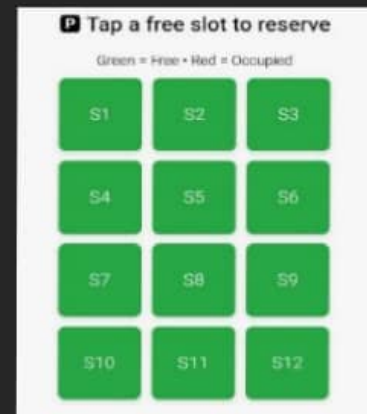 P Tap a free slot to reserve
Green = Free • Red = Occupied
S1 S2 S3
S4 S5 S6
S7 S8 S9
S10 S11 S12